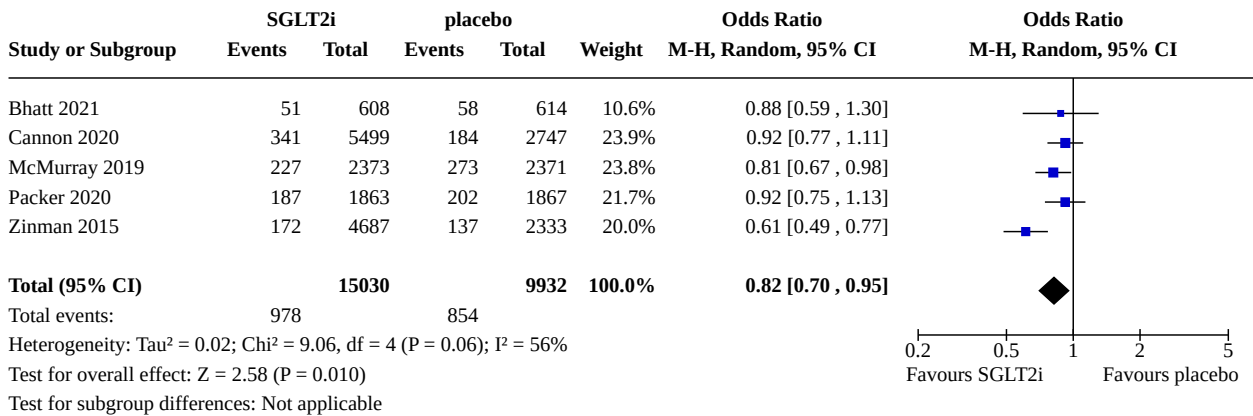 SGLT2i placebo Odds Ratio Odds Ratio
Study or Subgroup Events Total Events Total Weight M-H, Random, 95% CI M-H, Random, 95% CI
Bhatt 2021 51 608 58 614 10.6% 0.88 [0.59 , 1.30]
Cannon 2020 341 5499 184 2747 23.9% 0.92 [0.77 , 1.11]
McMurray 2019 227 2373 273 2371 23.8% 0.81 [0.67 , 0.98]
Packer 2020 187 1863 202 1867 21.7% 0.92 [0.75 , 1.13]
Zinman 2015 172 4687 137 2333 20.0% 0.61 [0.49 , 0.77]
Total (95% CI) 15030 9932 100.0% 0.82 [0.70 , 0.95]
Total events: 978 854
Heterogeneity: Tau² = 0.02; Chi² = 9.06, df = 4 (P = 0.06); I² = 56% 0.2 0.5 1 2 5
Test for overall effect: Z = 2.58 (P = 0.010) Favours SGLT2i Favours placebo
Test for subgroup differences: Not applicable